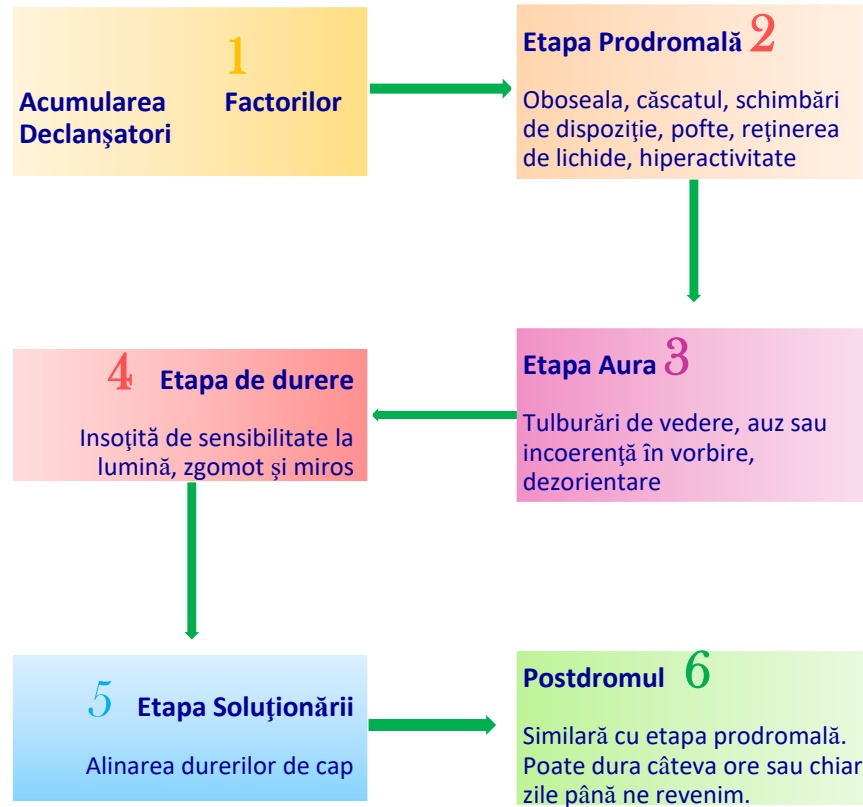 1
Acumularea Factorilor
Declanşatori
Etapa Prodromală 2
Oboseala, căscatul, schimbări
de dispoziţie, pofte, reţinerea
de lichide, hiperactivitate
Etapa Aura 3
Tulburări de vedere, auz sau
incoerenţă în vorbire,
dezorientare
4 Etapa de durere
Insoţită de sensibilitate la
lumină, zgomot şi miros
5 Etapa Soluţionării
Alinarea durerilor de cap
Postdromul 6
Similară cu etapa prodromală.
Poate dura câteva ore sau chiar
zile până ne revenim.